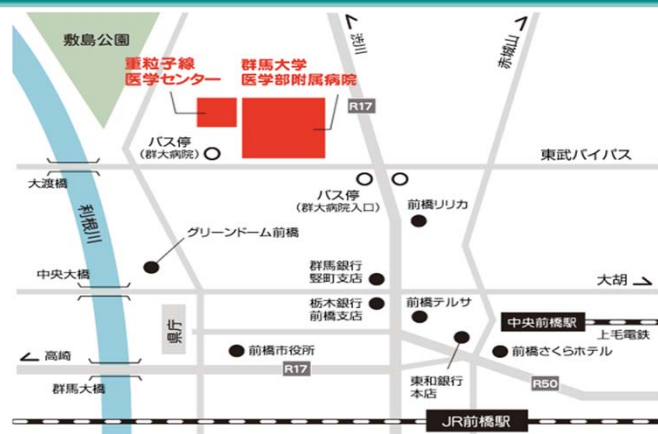 敷島公園
重粒子線
医学センター
群馬大学
医学部附属病院
渋川
赤城山
R17
バス停
(群大病院)
東武バイパス
大渡橋
バス停
(群大病院入口)
前橋リリカ
利根川
グリーンドーム前橋
群馬銀行
竪町支店
中央大橋
大胡
栃木銀行
前橋支店
前橋テルサ
中央前橋駅
上毛電鉄
県庁
高崎
前橋市役所
前橋さくらホテル
R17
東和銀行
本店
R50
群馬大橋
JR前橋駅